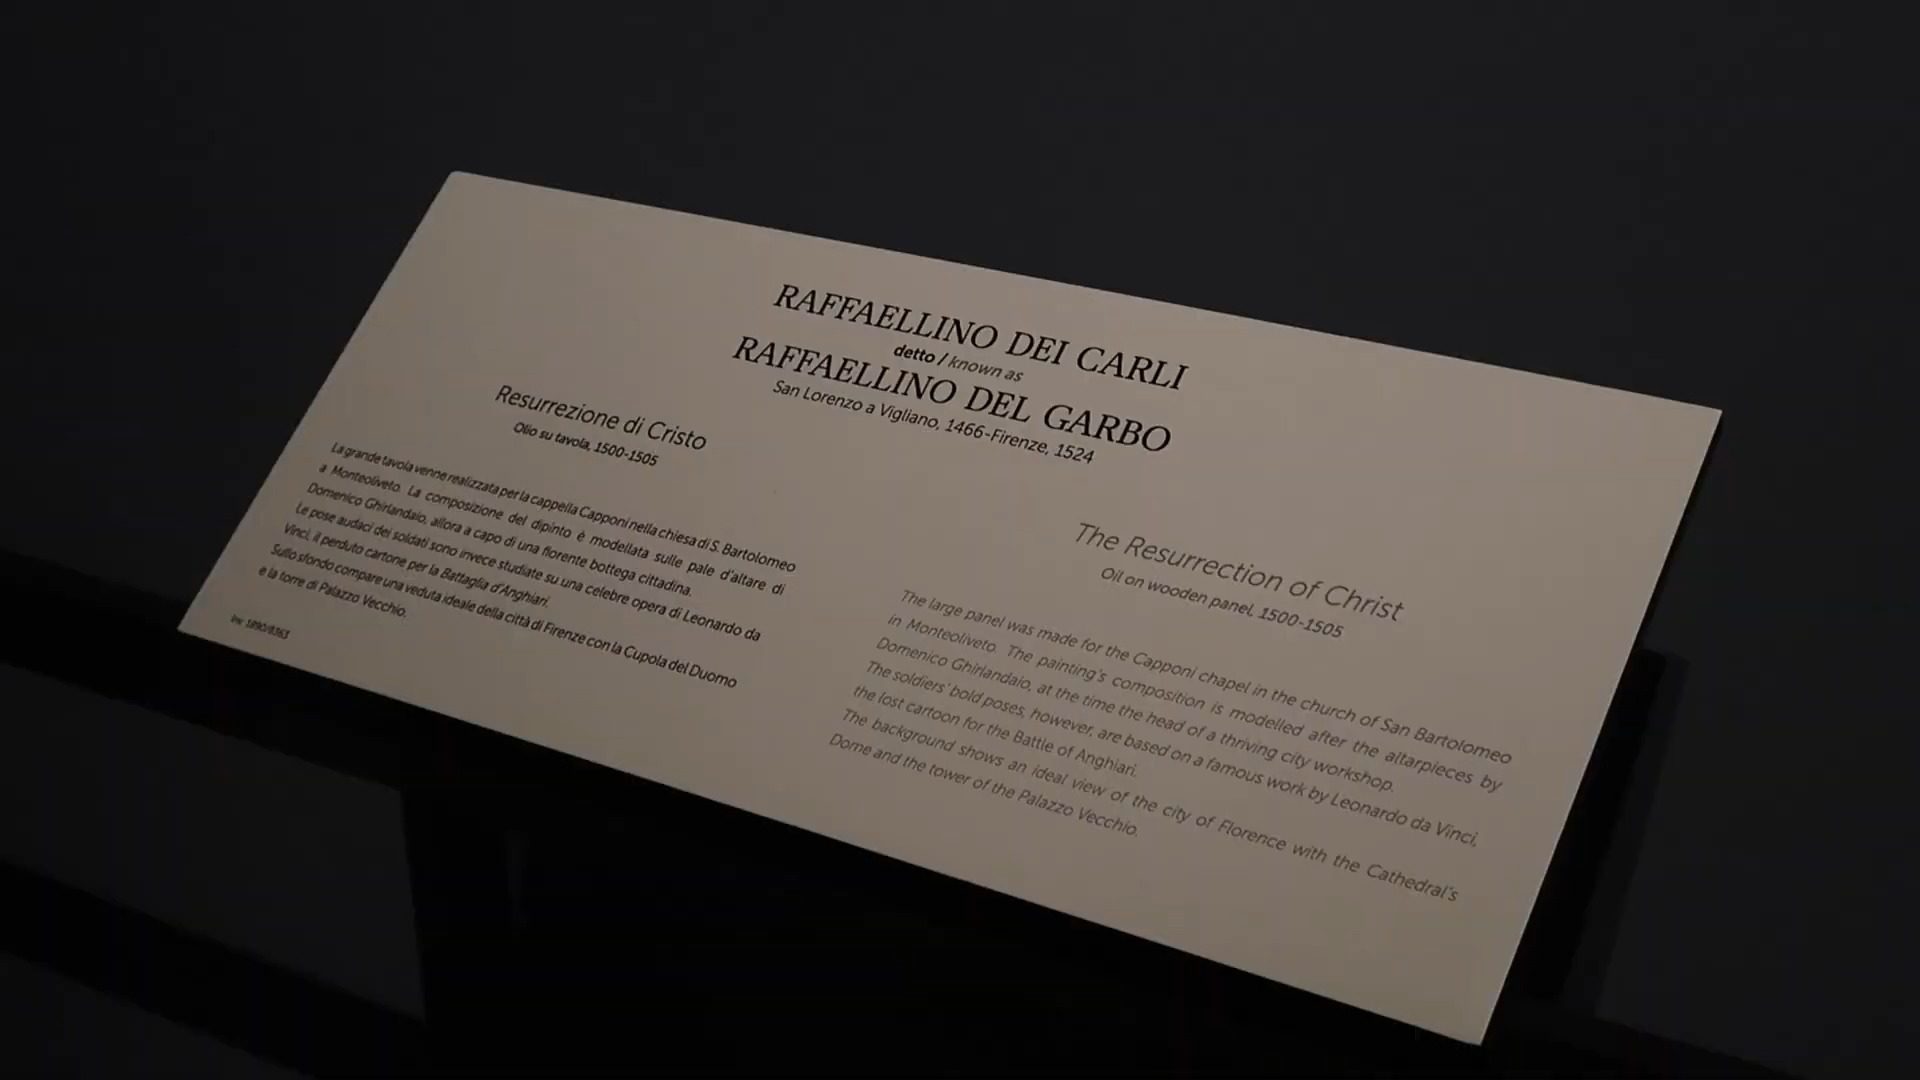 RAFFAELLINO DEI CARLI
detto / known as
RAFFAELLINO DEL GARBO
San Lorenzo a Vigliano, 1466-Firenze, 1524
Resurrezione di Cristo
Olio su tavola, 1500-1505
La grande tavola venne realizzata per la cappella Capponi nella chiesa di S. Bartolomeo
a Monteoliveto. La composizione del dipinto è modellata sulle pale d'altare di
Domenico Ghirlandaio, allora a capo di una fiorente bottega cittadina.
Le pose audaci dei soldati sono invece studiate su una celebre opera di Leonardo da
Vinci, il perduto cartone per la Battaglia d'Anghiari.
Sullo sfondo compare una veduta ideale della città di Firenze con la Cupola del Duomo
e la torre di Palazzo Vecchio.
Inv. 1890/8363
The Resurrection of Christ
Oil on wooden panel, 1500-1505
The large panel was made for the Capponi chapel in the church of San Bartolomeo
in Monteoliveto. The painting's composition is modelled after the altarpieces by
Domenico Ghirlandaio, at the time the head of a thriving city workshop.
The soldiers' bold poses, however, are based on a famous work by Leonardo da Vinci,
the lost cartoon for the Battle of Anghiari.
The background shows an ideal view of the city of Florence with the Cathedral's
Dome and the tower of the Palazzo Vecchio.